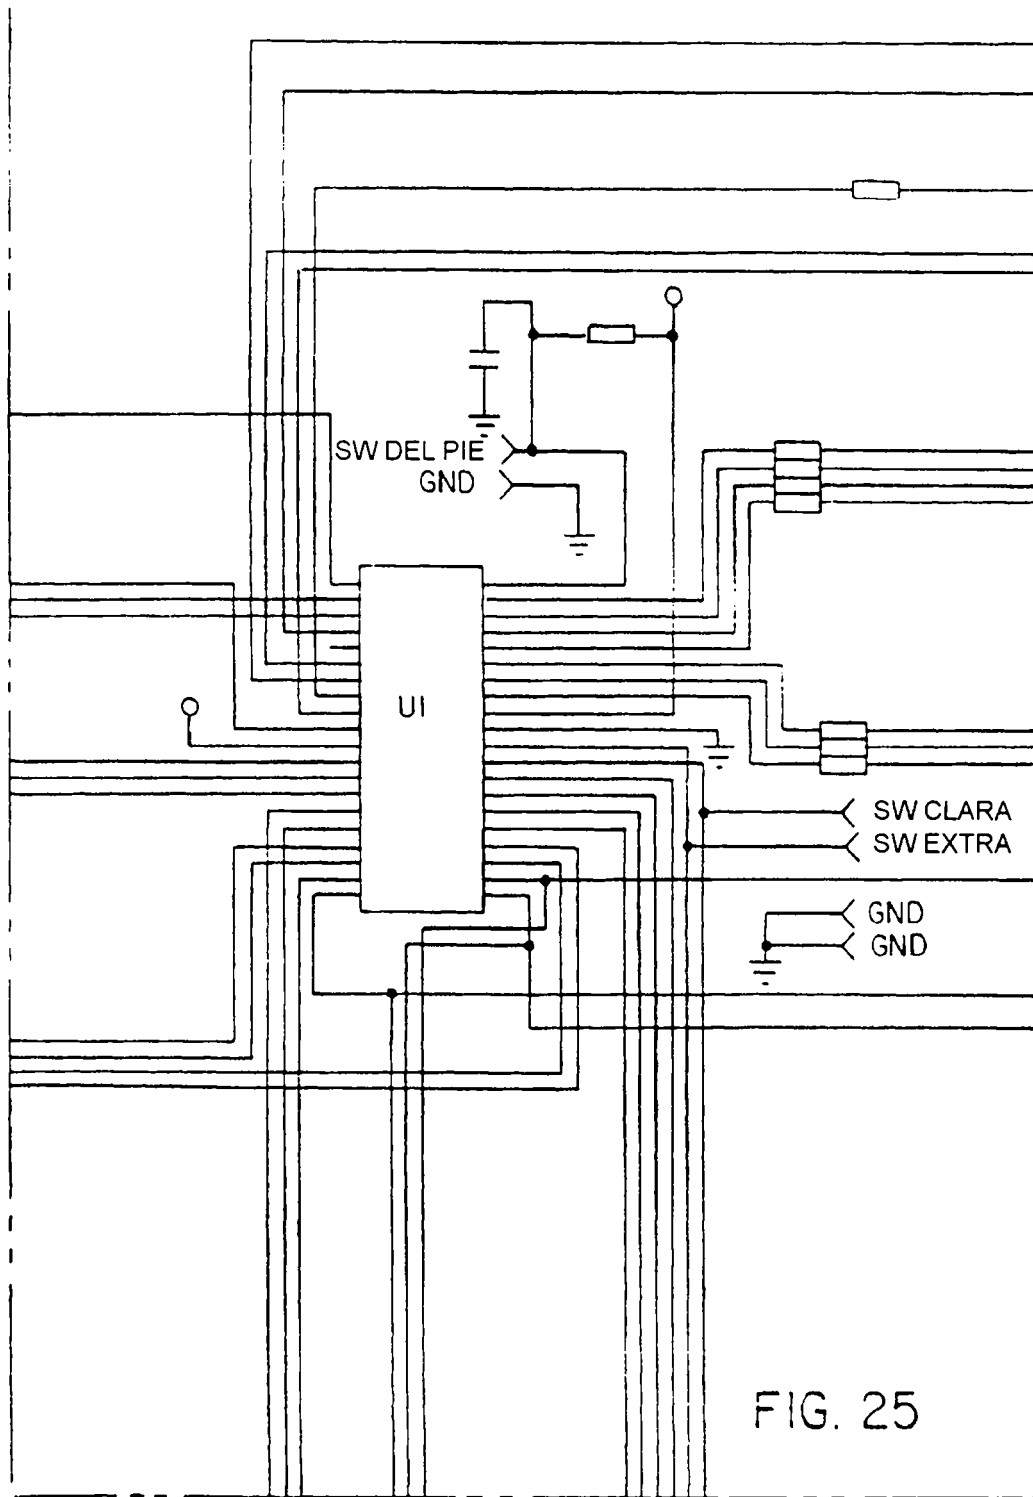 SW DEL PIE
GND
U1
SW CLARA
SW EXTRA
GND
GND
FIG. 25